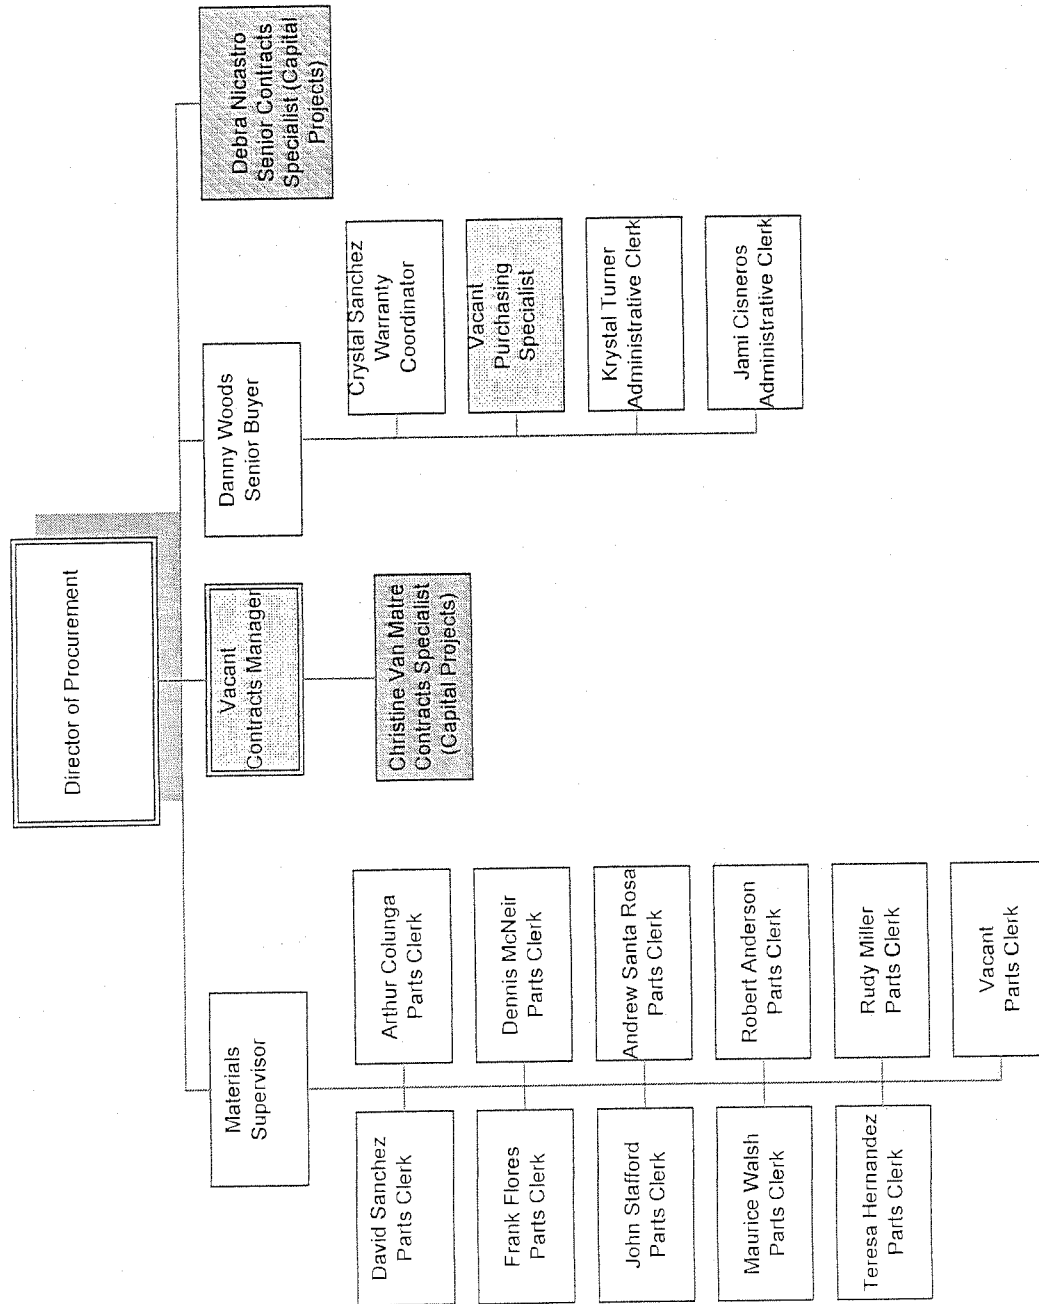 Director of Procurement
Materials
Supervisor
Vacant
Contracts Manager
Danny Woods
Senior Buyer
Debra Nicastro
Senior Contracts
Specialist (Capital
Projects)
David Sanchez
Parts Clerk
Arthur Colunga
Parts Clerk
Frank Flores
Parts Clerk
Dennis McNeir
Parts Clerk
John Stafford
Parts Clerk
Andrew Santa Rosa
Parts Clerk
Maurice Walsh
Parts Clerk
Robert Anderson
Parts Clerk
Teresa Hernandez
Parts Clerk
Rudy Miller
Parts Clerk
Vacant
Parts Clerk
Christine Van Matre
Contracts Specialist
(Capital Projects)
Crystal Sanchez
Warranty
Coordinator
Vacant
Purchasing
Specialist
Krystal Turner
Administrative Clerk
Jami Cisneros
Administrative Clerk